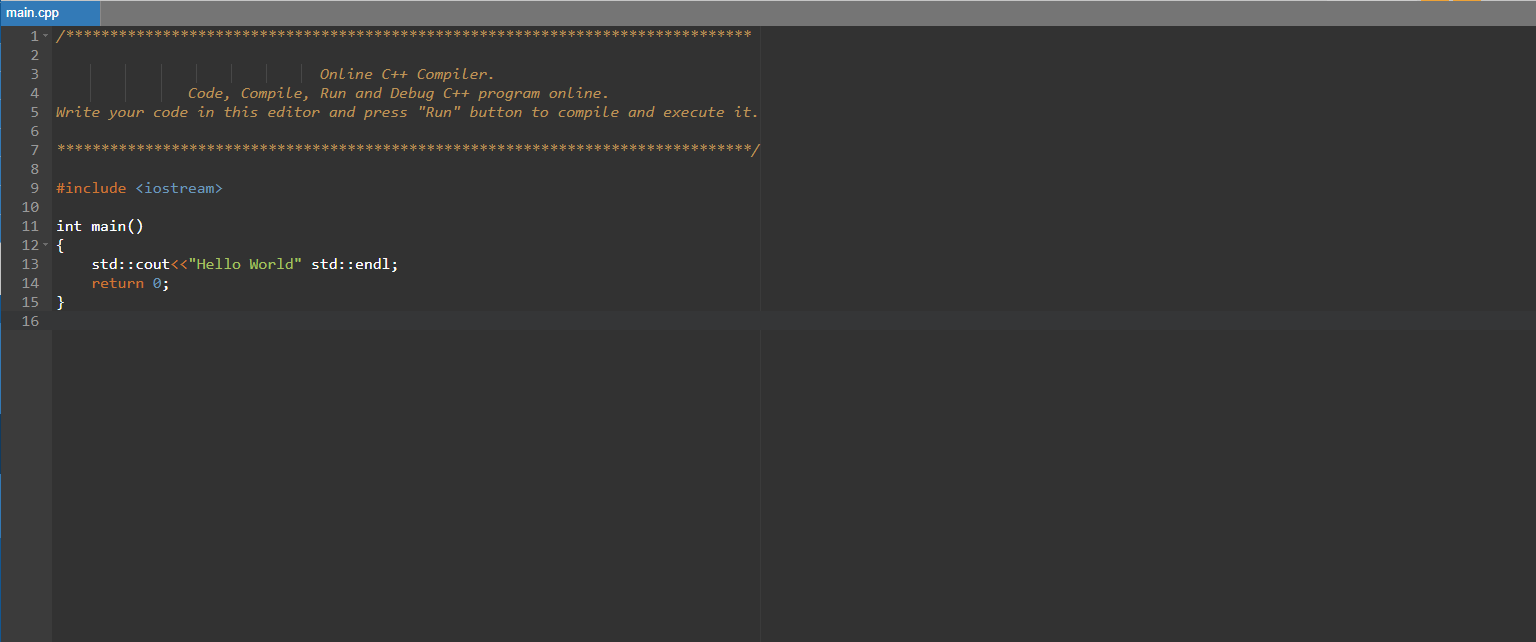 main.cpp
1 /******************************************************************************
2
3 Online C++ Compiler.
4 Code, Compile, Run and Debug C++ program online.
5 Write your code in this editor and press "Run" button to compile and execute it.
6
7 *******************************************************************************/
8
9 #include <iostream>
10
11 int main()
12 {
13     std::cout<<"Hello World" std::endl;
14     return 0;
15 }
16